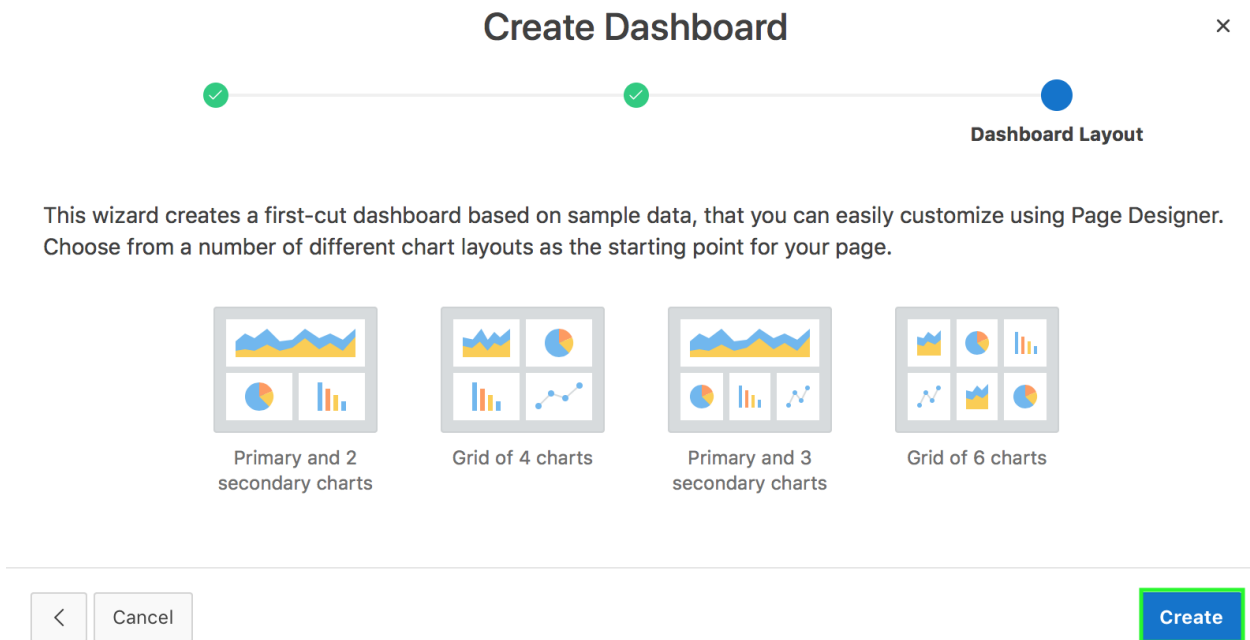 Create Dashboard
Dashboard Layout
This wizard creates a first-cut dashboard based on sample data, that you can easily customize using Page Designer.
Choose from a number of different chart layouts as the starting point for your page.
Primary and 2
secondary charts
Grid of 4 charts
Primary and 3
secondary charts
Grid of 6 charts
Cancel
Create